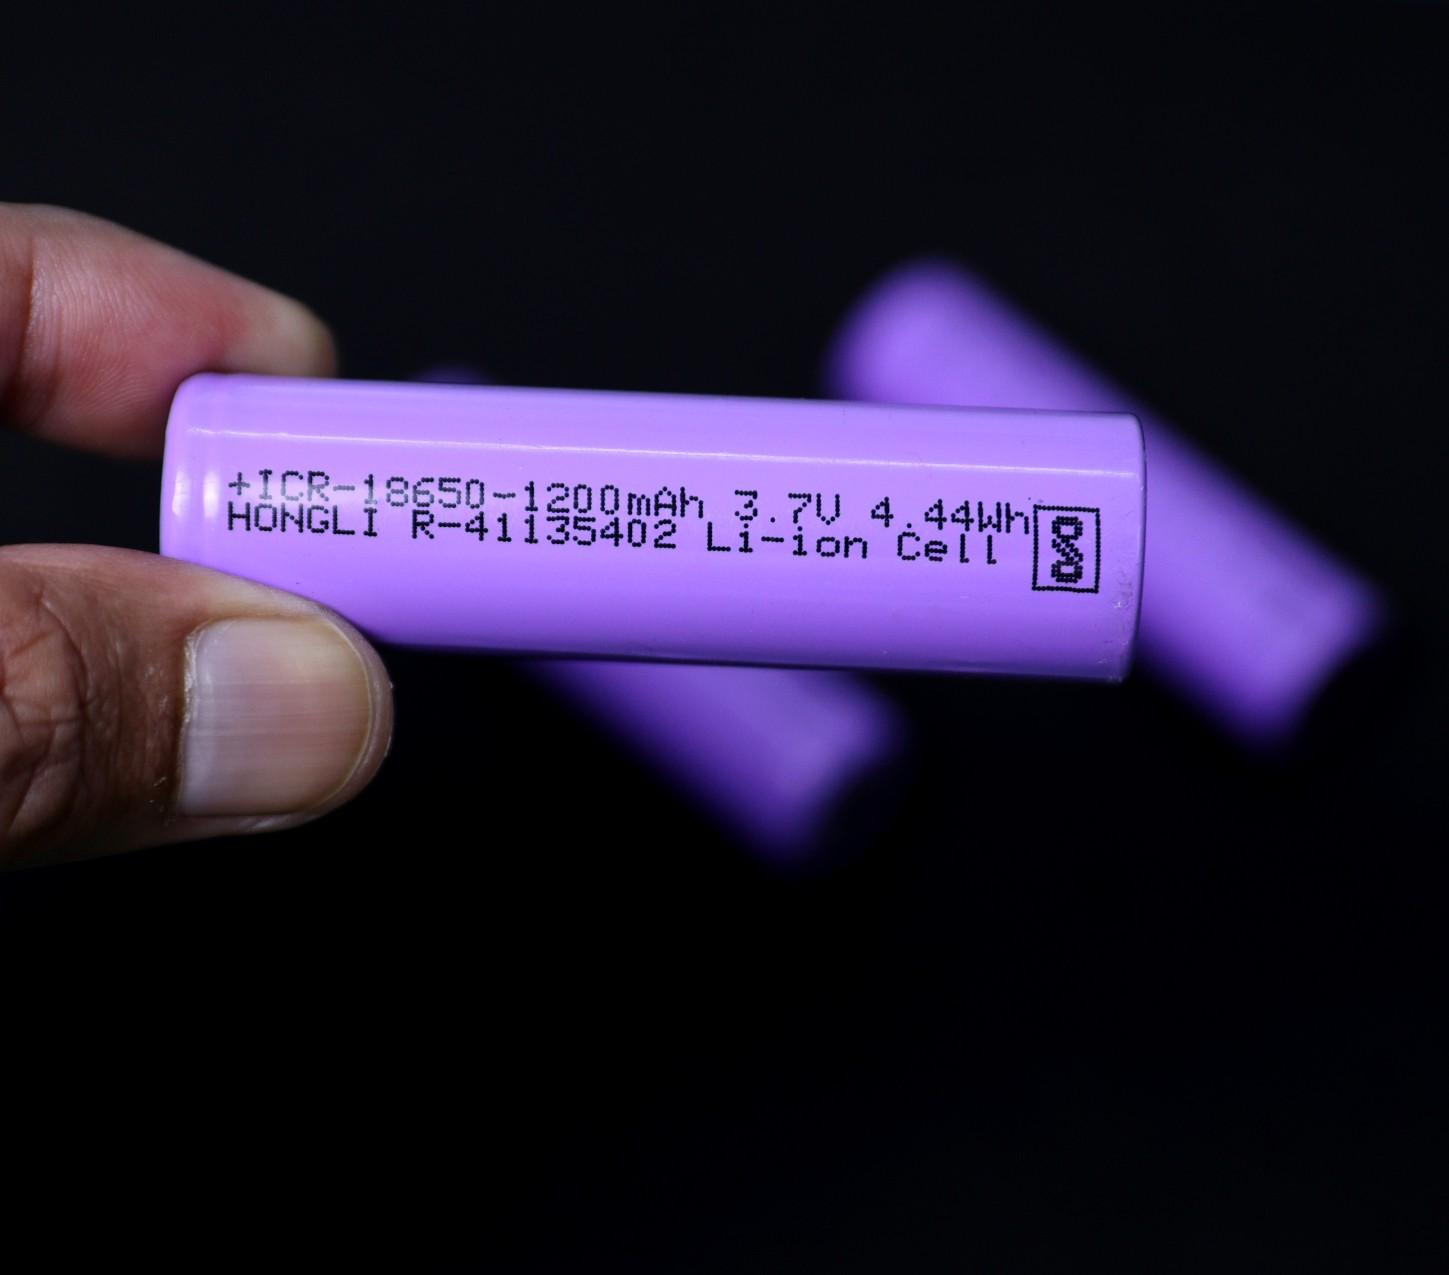 +ICR-18650-1200mAh 3.7V 4.44Wh
HONGLI R-41135402 Li-ion Cell